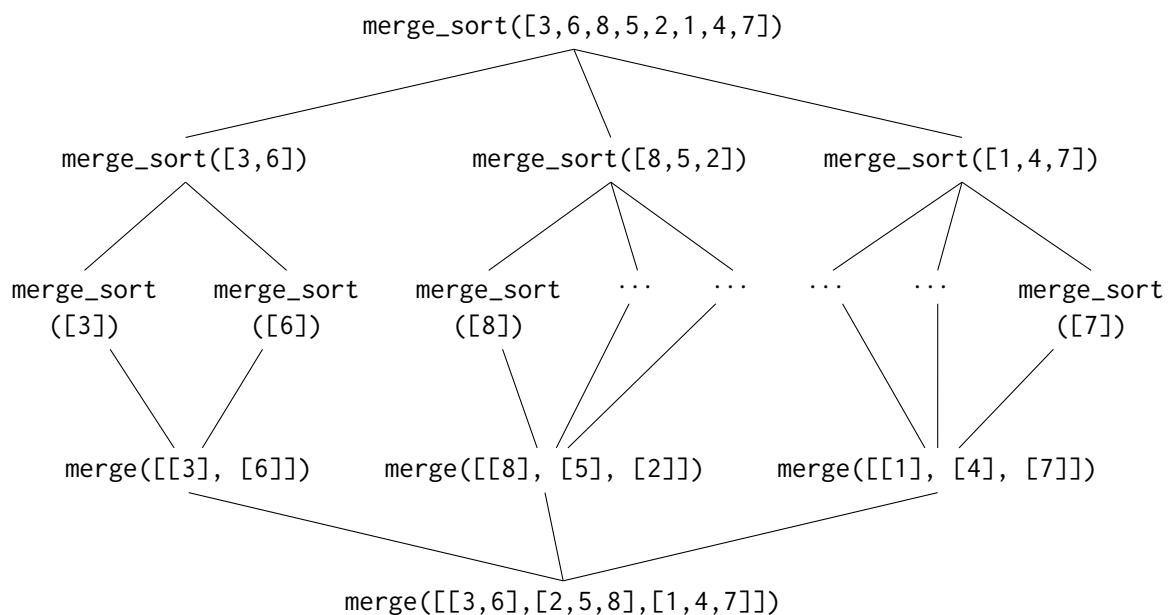 merge_sort([3,6,8,5,2,1,4,7])
merge_sort([3,6])
merge_sort([8,5,2])
merge_sort([1,4,7])
merge_sort
([3])
merge_sort
([6])
merge_sort
([8])
...
...
...
...
merge_sort
([7])
merge([[3], [6]])
merge([[8], [5], [2]])
merge([[1], [4], [7]])
merge([[3,6],[2,5,8],[1,4,7]])